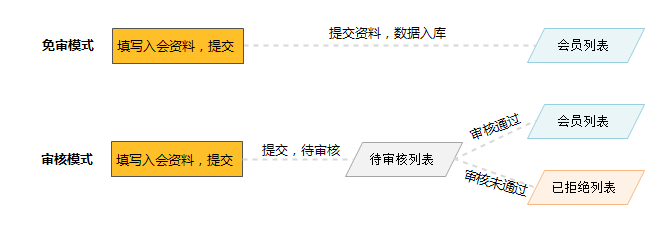 免审模式
填写入会资料，提交
提交资料，数据入库
会员列表
审核模式
填写入会资料，提交
提交，待审核
待审核列表
审核通过
会员列表
审核未通过
已拒绝列表